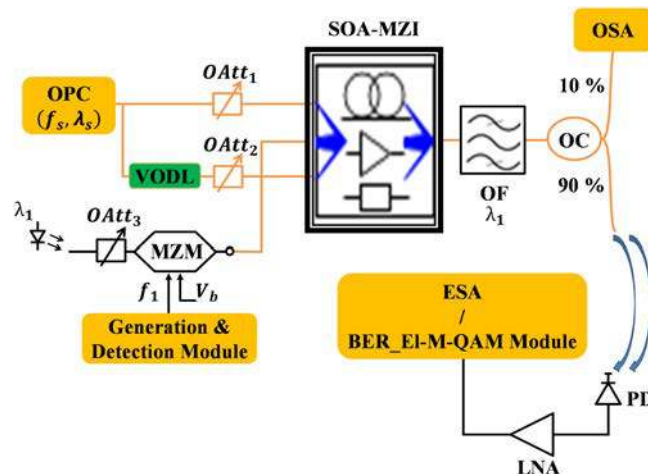 SOA-MZI
OSA
OPC
(fₛ, λₛ)
OAtt₁
10 %
OAtt₂
VODL
OC
OF
λ₁
90 %
λ₁
OAtt₃
MZM
f₁
V_b
Generation &
Detection Module
ESA
/
BER_El-M-QAM Module
PD
LNA